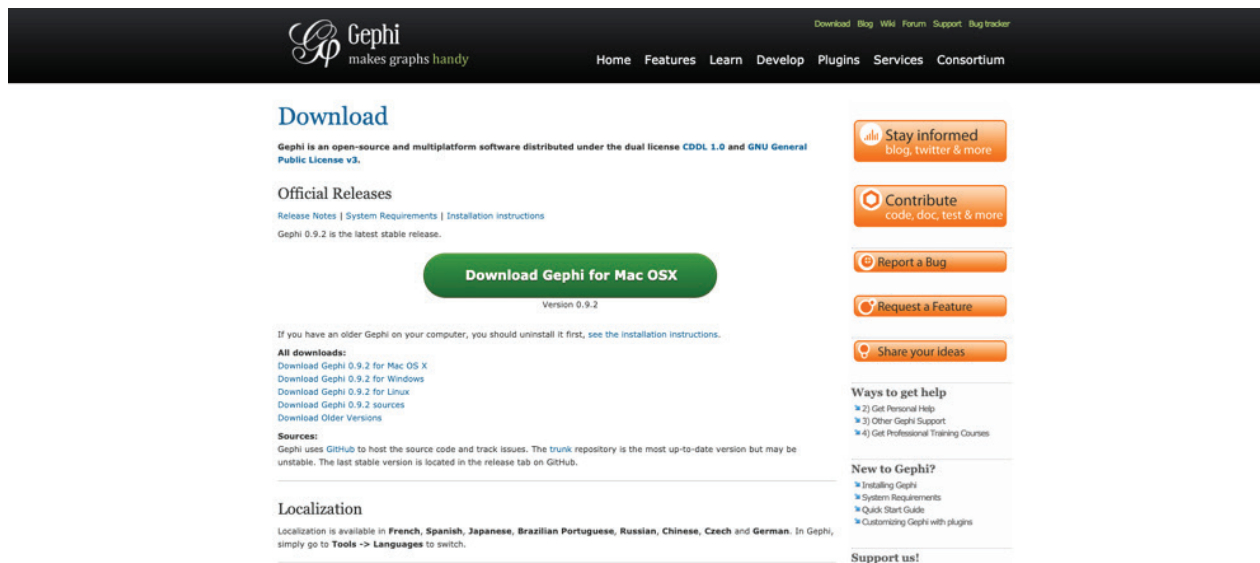 Gephi
makes graphs handy
Download Blog Wiki Forum Support Bug tracker
Home Features Learn Develop Plugins Services Consortium
Download
Gephi is an open-source and multiplatform software distributed under the dual license CDDL 1.0 and GNU General
Public License v3.
Official Releases
Release Notes | System Requirements | Installation instructions
Gephi 0.9.2 is the latest stable release.
Download Gephi for Mac OSX
Version 0.9.2
If you have an older Gephi on your computer, you should uninstall it first, see the installation instructions.
All downloads:
Download Gephi 0.9.2 for Mac OS X
Download Gephi 0.9.2 for Windows
Download Gephi 0.9.2 for Linux
Download Gephi 0.9.2 sources
Download Older Versions
Sources:
Gephi uses GitHub to host the source code and track issues. The trunk repository is the most up-to-date version but may be
unstable. The last stable version is located in the release tab on GitHub.
Localization
Localization is available in French, Spanish, Japanese, Brazilian Portuguese, Russian, Chinese, Czech and German. In Gephi,
simply go to Tools -> Languages to switch.
Stay informed
blog, twitter & more
Contribute
code, doc, test & more
Report a Bug
Request a Feature
Share your ideas
Ways to get help
2) Get Personal Help
3) Other Gephi Support
4) Get Professional Training Courses
New to Gephi?
Installing Gephi
System Requirements
Quick Start Guide
Customizing Gephi with plugins
Support us!